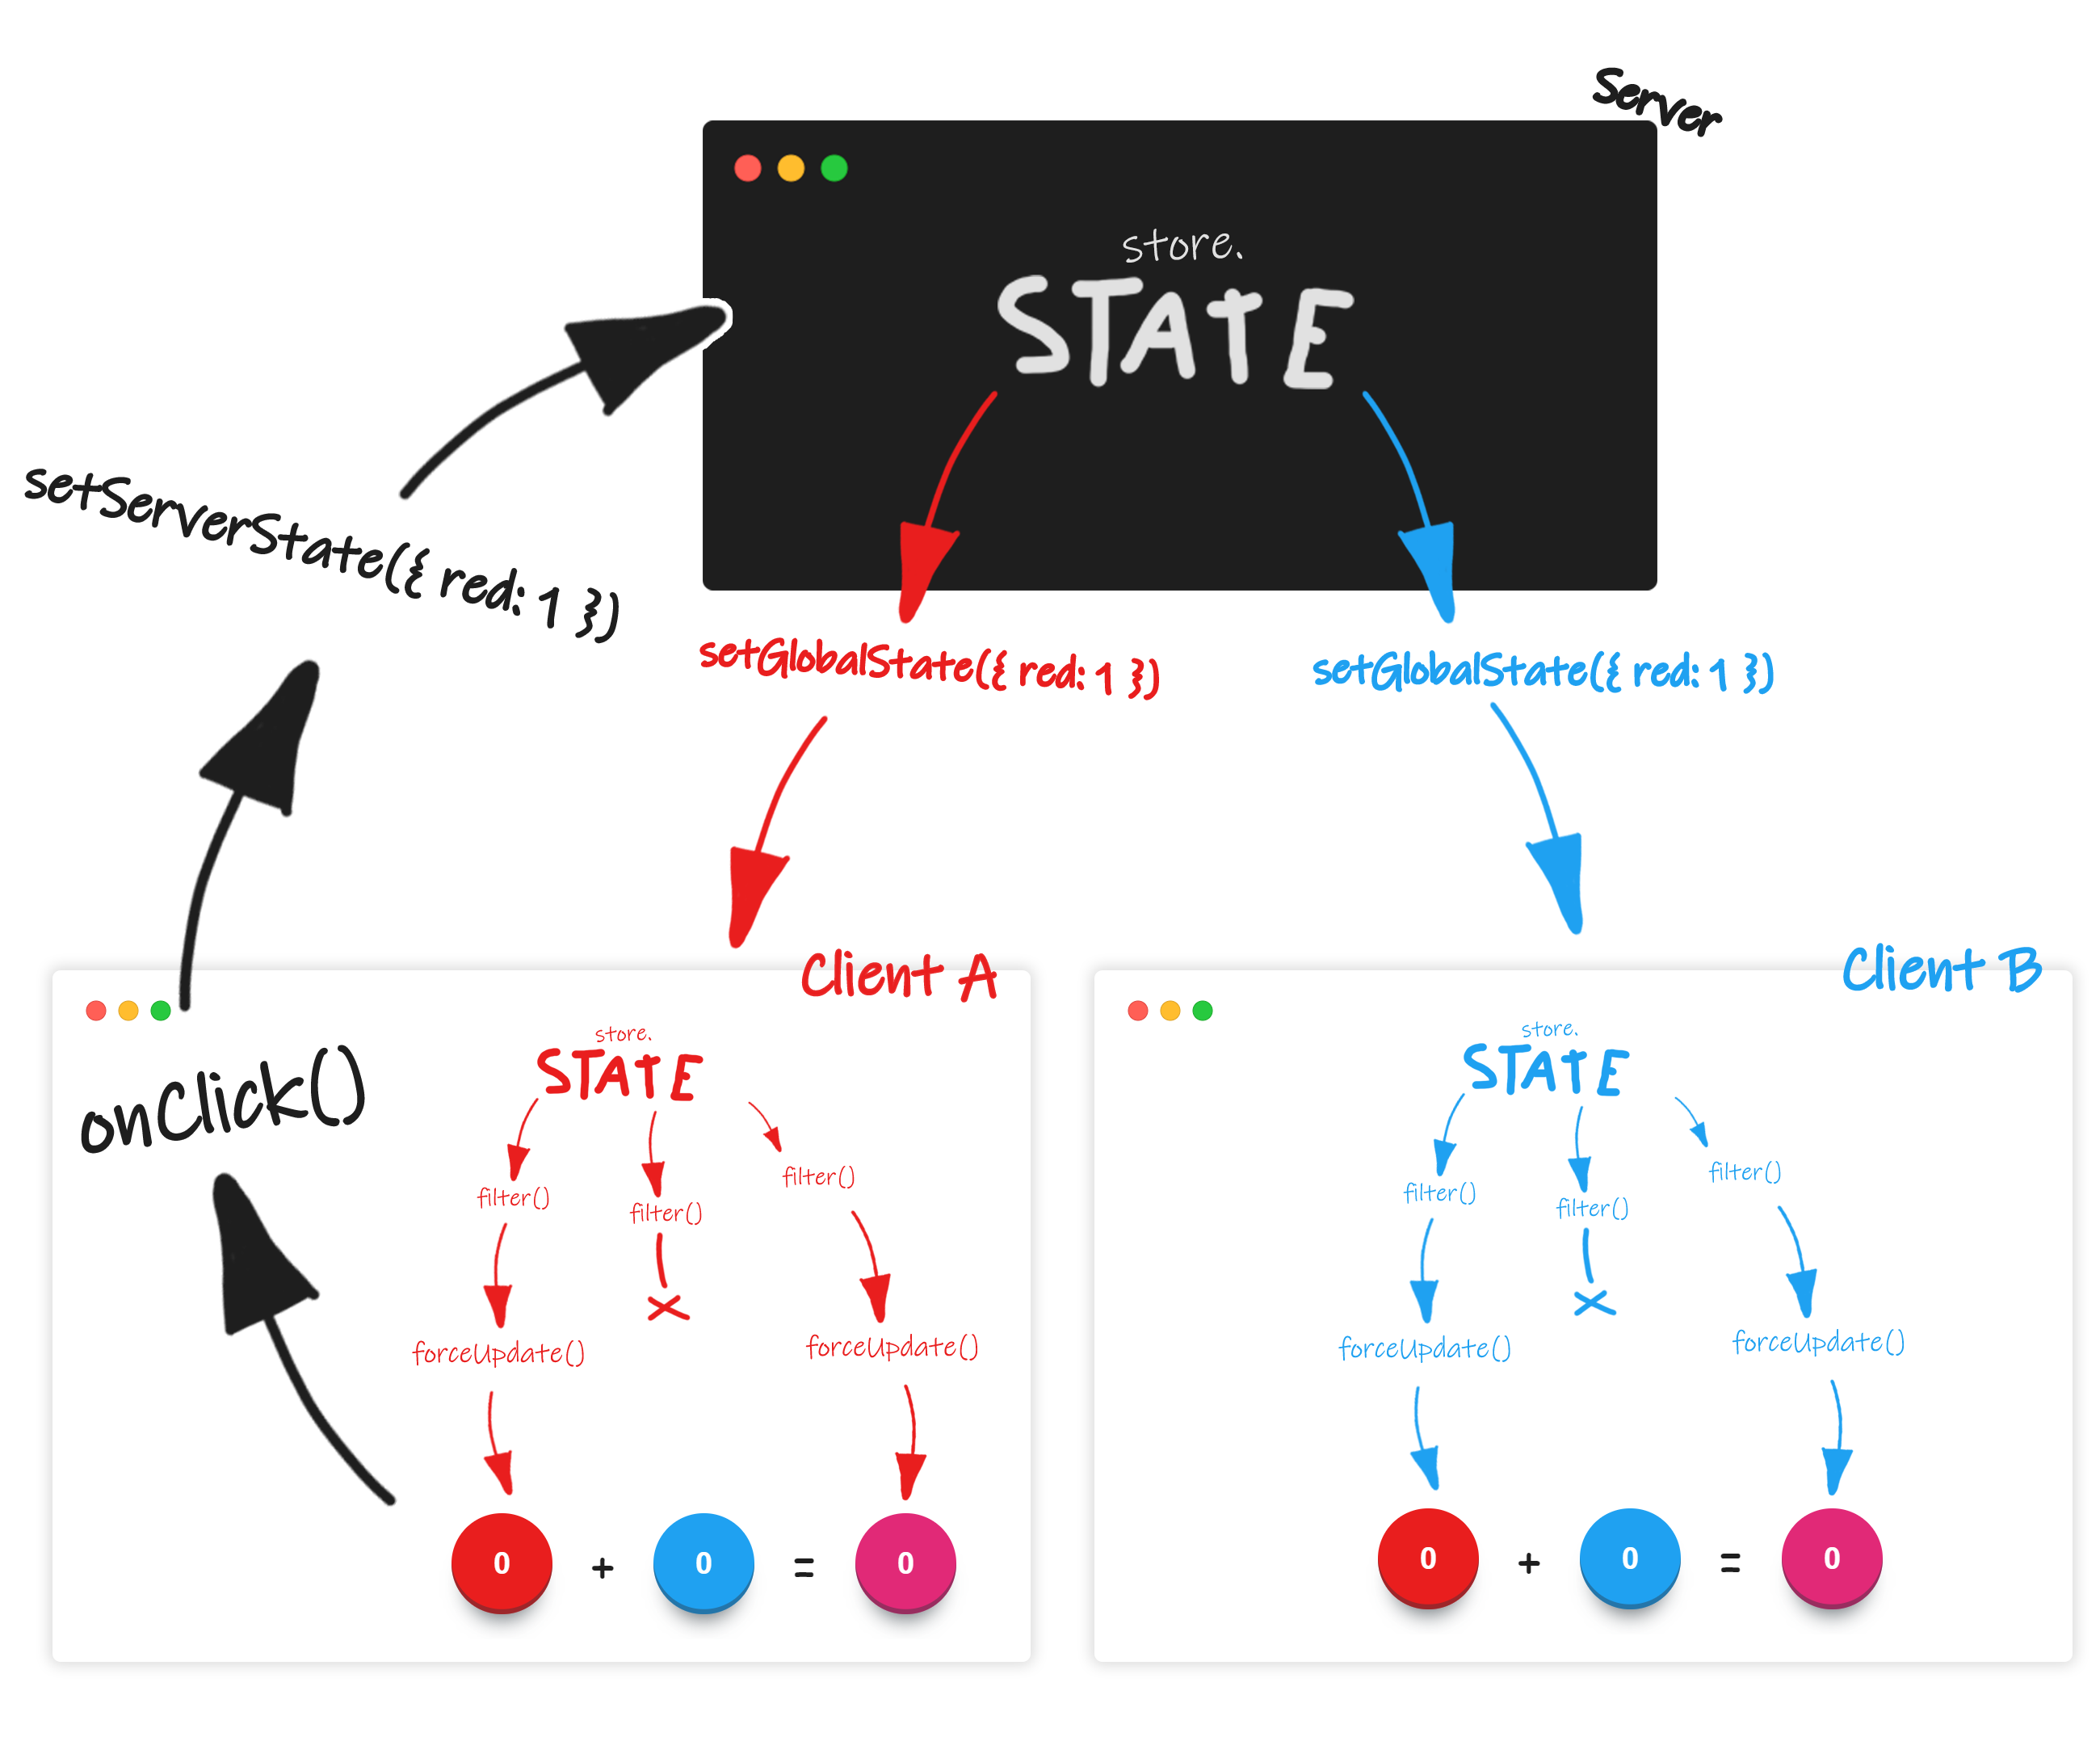 Server
store.
STATE
setServerState({ red: 1 })
setGlobalState({ red: 1 })
setGlobalState({ red: 1 })
Client A
onClick()
store.
STATE
filter()
filter()
filter()
forceUpdate()
forceUpdate()
0 + 0 = 0
Client B
store.
STATE
filter()
filter()
filter()
forceUpdate()
forceUpdate()
0 + 0 = 0